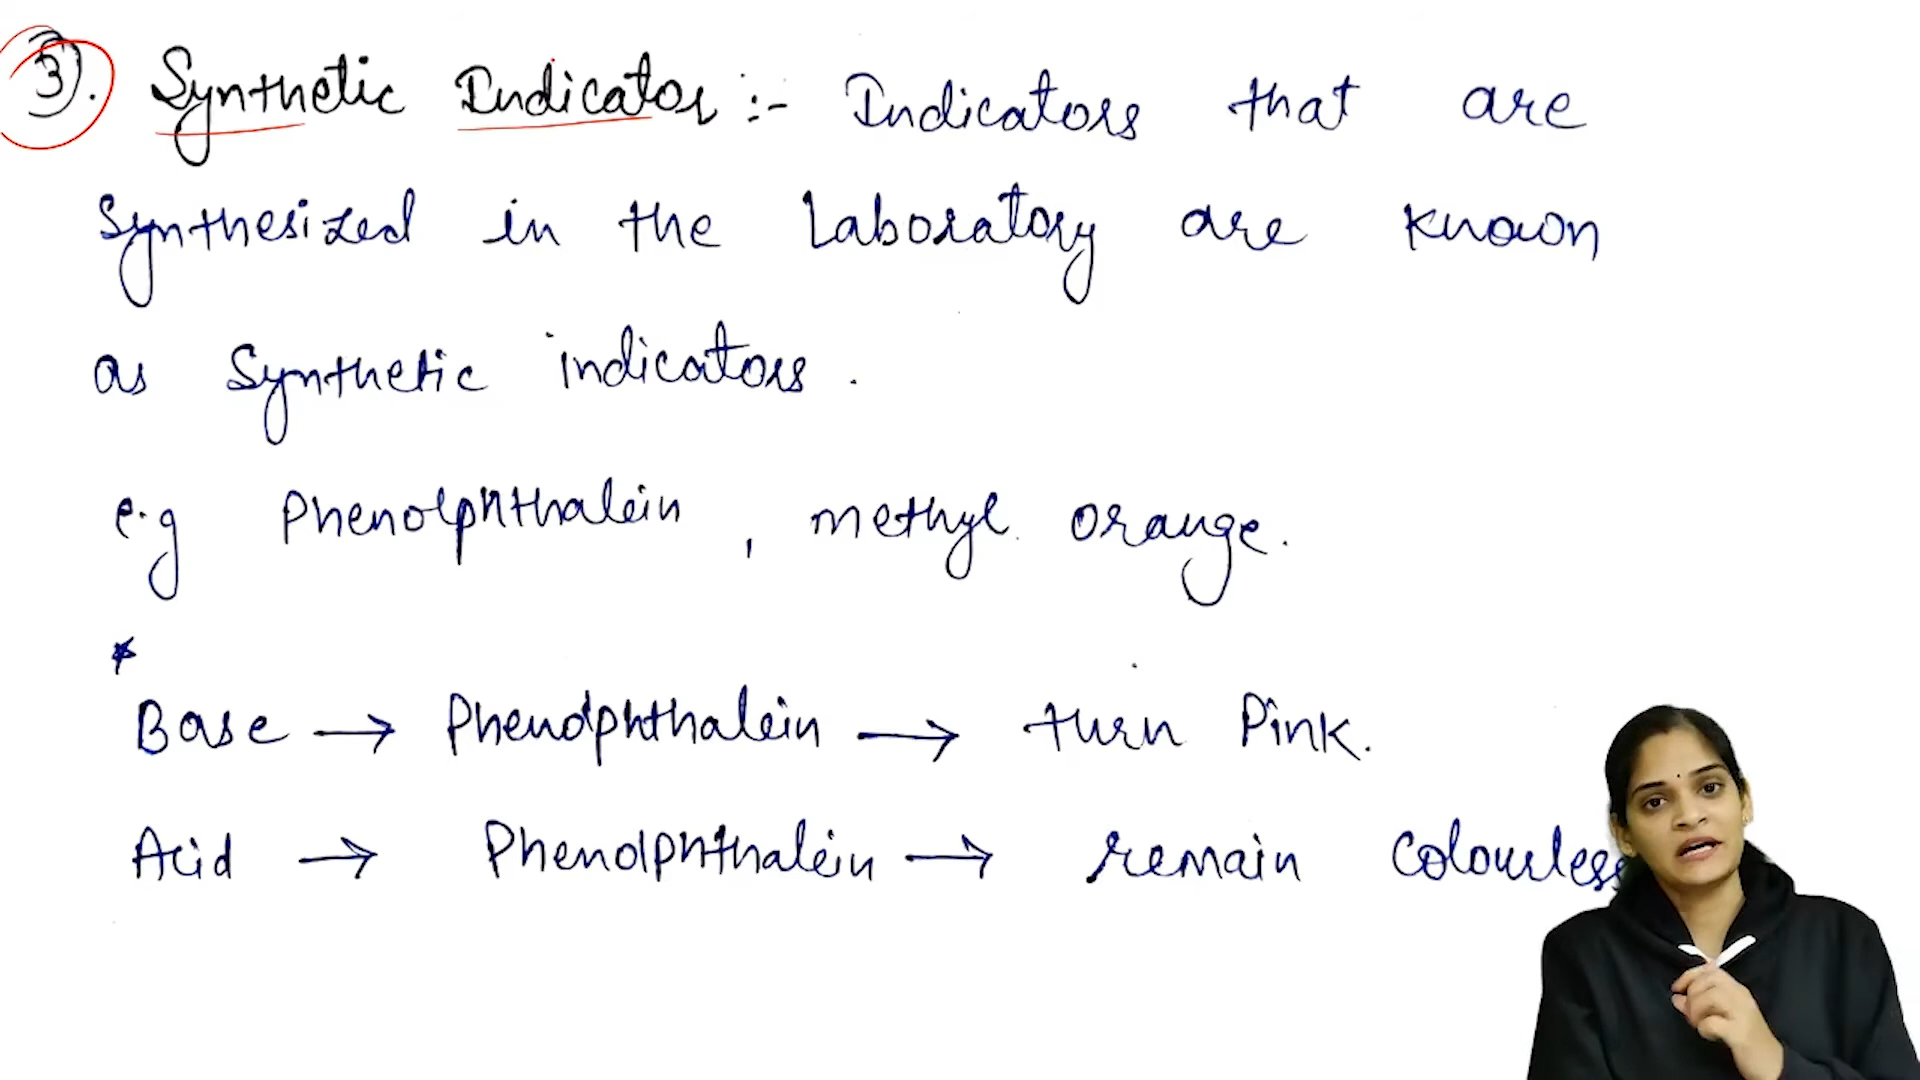 3). Synthetic Indicator :- Indicators that are
Synthesized in the Laboratory are known
as Synthetic indicators.
e.g Phenolphthalein, methyl orange.
*
Base → Phenolphthalein → turn Pink.
Acid → Phenolphthalein → remain colourless